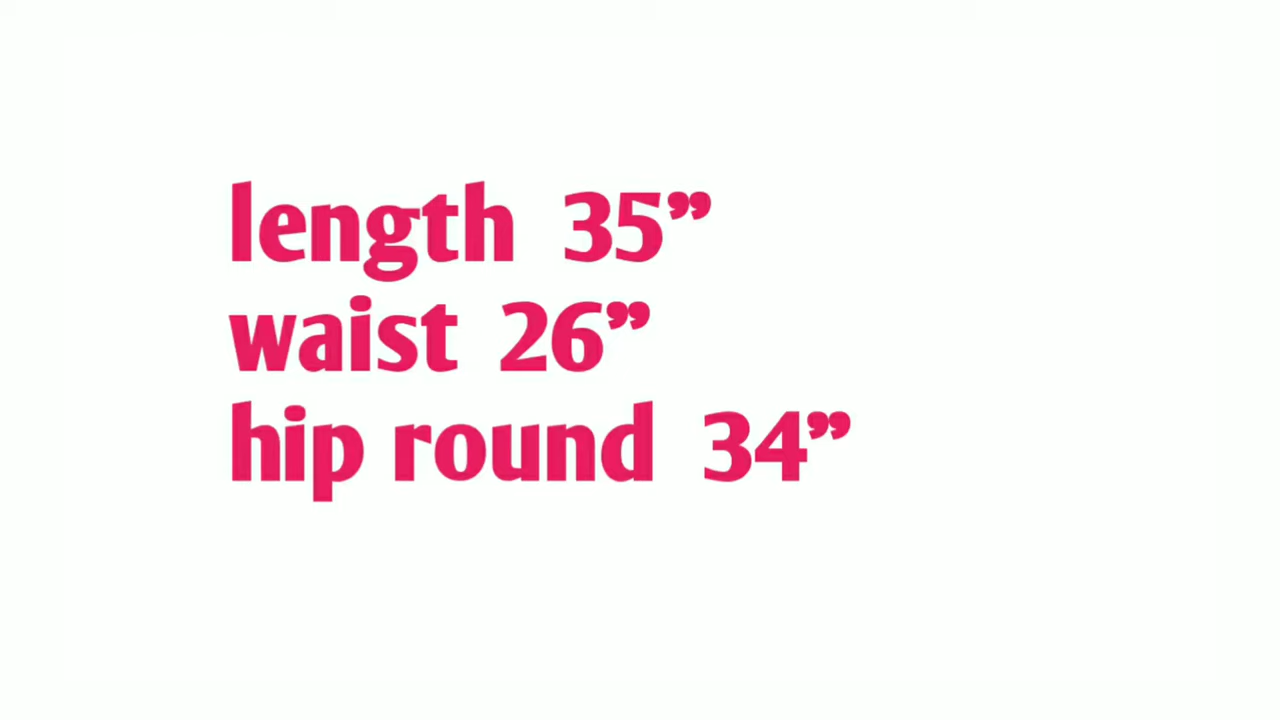 length 35”
waist 26”
hip round 34”